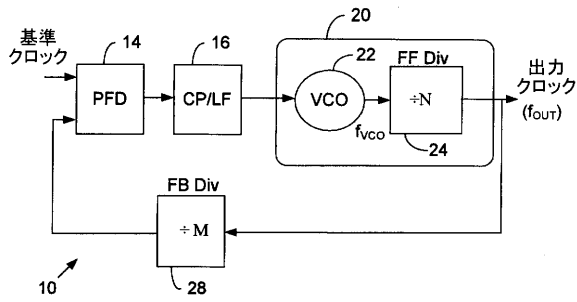 基準
クロック
14
16
20
22
FF Div
PFD
CP/LF
VCO
÷N
fVCO
24
出力
クロック
(fOUT)
FB Div
÷M
28
10